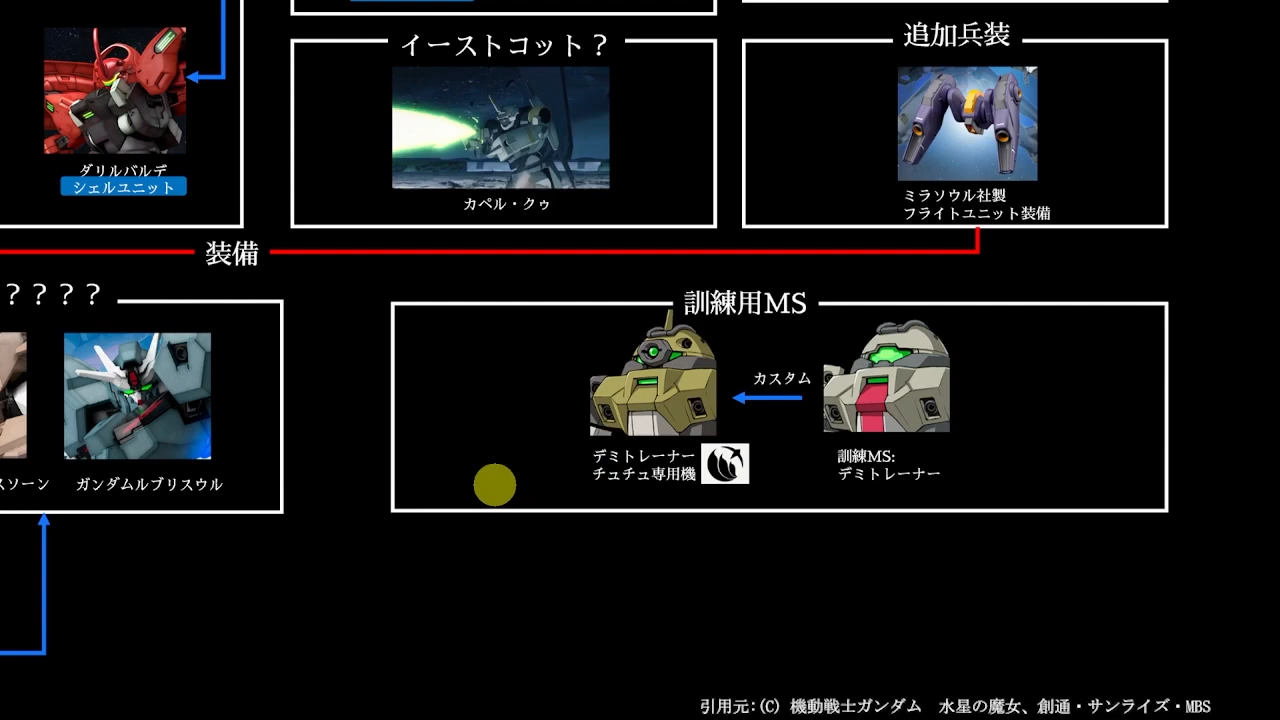 イーストコット？
追加兵装
ダリルバルデ
シェルユニット
カペル・クゥ
ミラソウル社製
フライトユニット装備
装備
？？？？
訓練用MS
カスタム
スソーン
ガンダムルブリスウル
デミトレーナー
チュチュ専用機
訓練MS:
デミトレーナー
引用元:(C) 機動戦士ガンダム　水星の魔女、創通・サンライズ・MBS